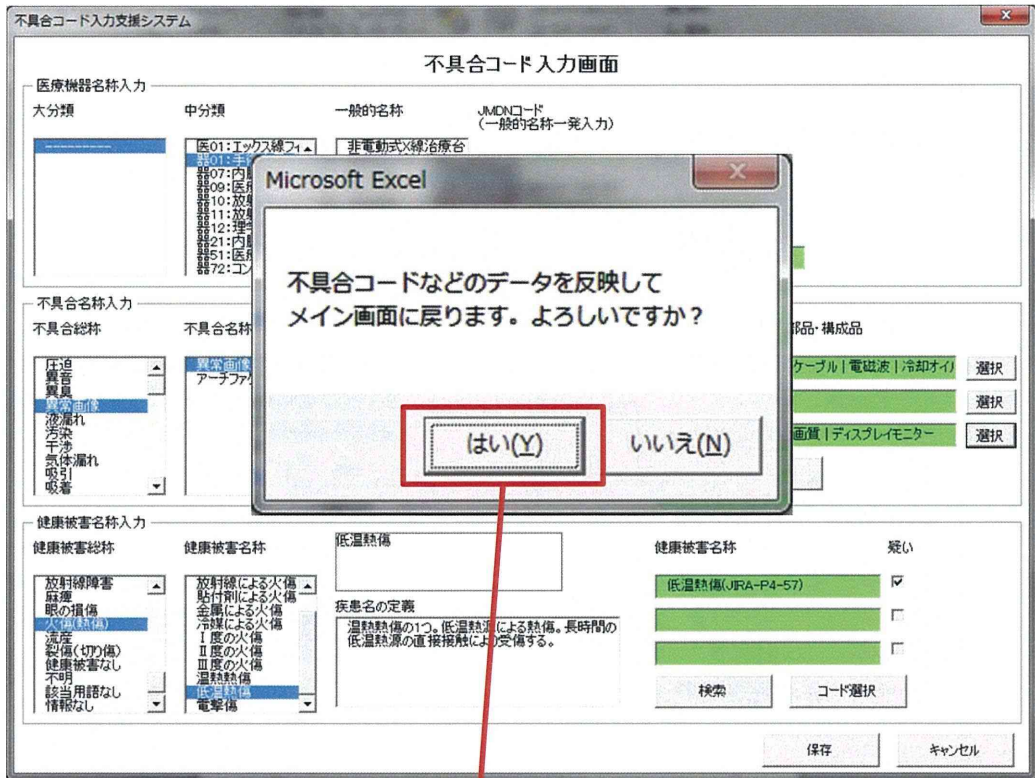 不具合コード入力支援システム
不具合コード入力画面
医療機器名称入力
大分類
中分類
一般的名称
JMDNコード
(一般的名称一発入力)
---------
医01:エックス線フィ
非電動式X線治療台
器01:手
器07:内
器09:医
器10:放
器11:放
器12:理
器21:内
器51:医
器72:コン
Microsoft Excel
不具合コードなどのデータを反映して
メイン画面に戻ります。よろしいですか?
はい(Y)
いいえ(N)
不具合名称入力
不具合総称
不具合名称
部品・構成品
圧迫
異音
異臭
異常画像
液漏れ
汚染
干渉
気体漏れ
吸引
吸着
異常画像
アーチファク
ケーブル|電磁波|冷却オイル
選択
選択
画質|ディスプレイモニター
選択
健康被害名称入力
健康被害総称
健康被害名称
低温熱傷
健康被害名称
疑い
放射線障害
麻痺
眼の損傷
火傷(熱傷)
流産
裂傷(切り傷)
健康被害なし
不明
該当用語なし
情報なし
放射線による火傷
貼付剤による火傷
金属による火傷
冷媒による火傷
Ⅰ度の火傷
Ⅱ度の火傷
Ⅲ度の火傷
温熱熱傷
低温熱傷
電撃傷
疾患名の定義
温熱熱傷の1つ。低温熱源による熱傷。長時間の
低温熱源の直接接触により受傷する。
低温熱傷(JIRA-P4-57)
検索
コード選択
保存
キャンセル